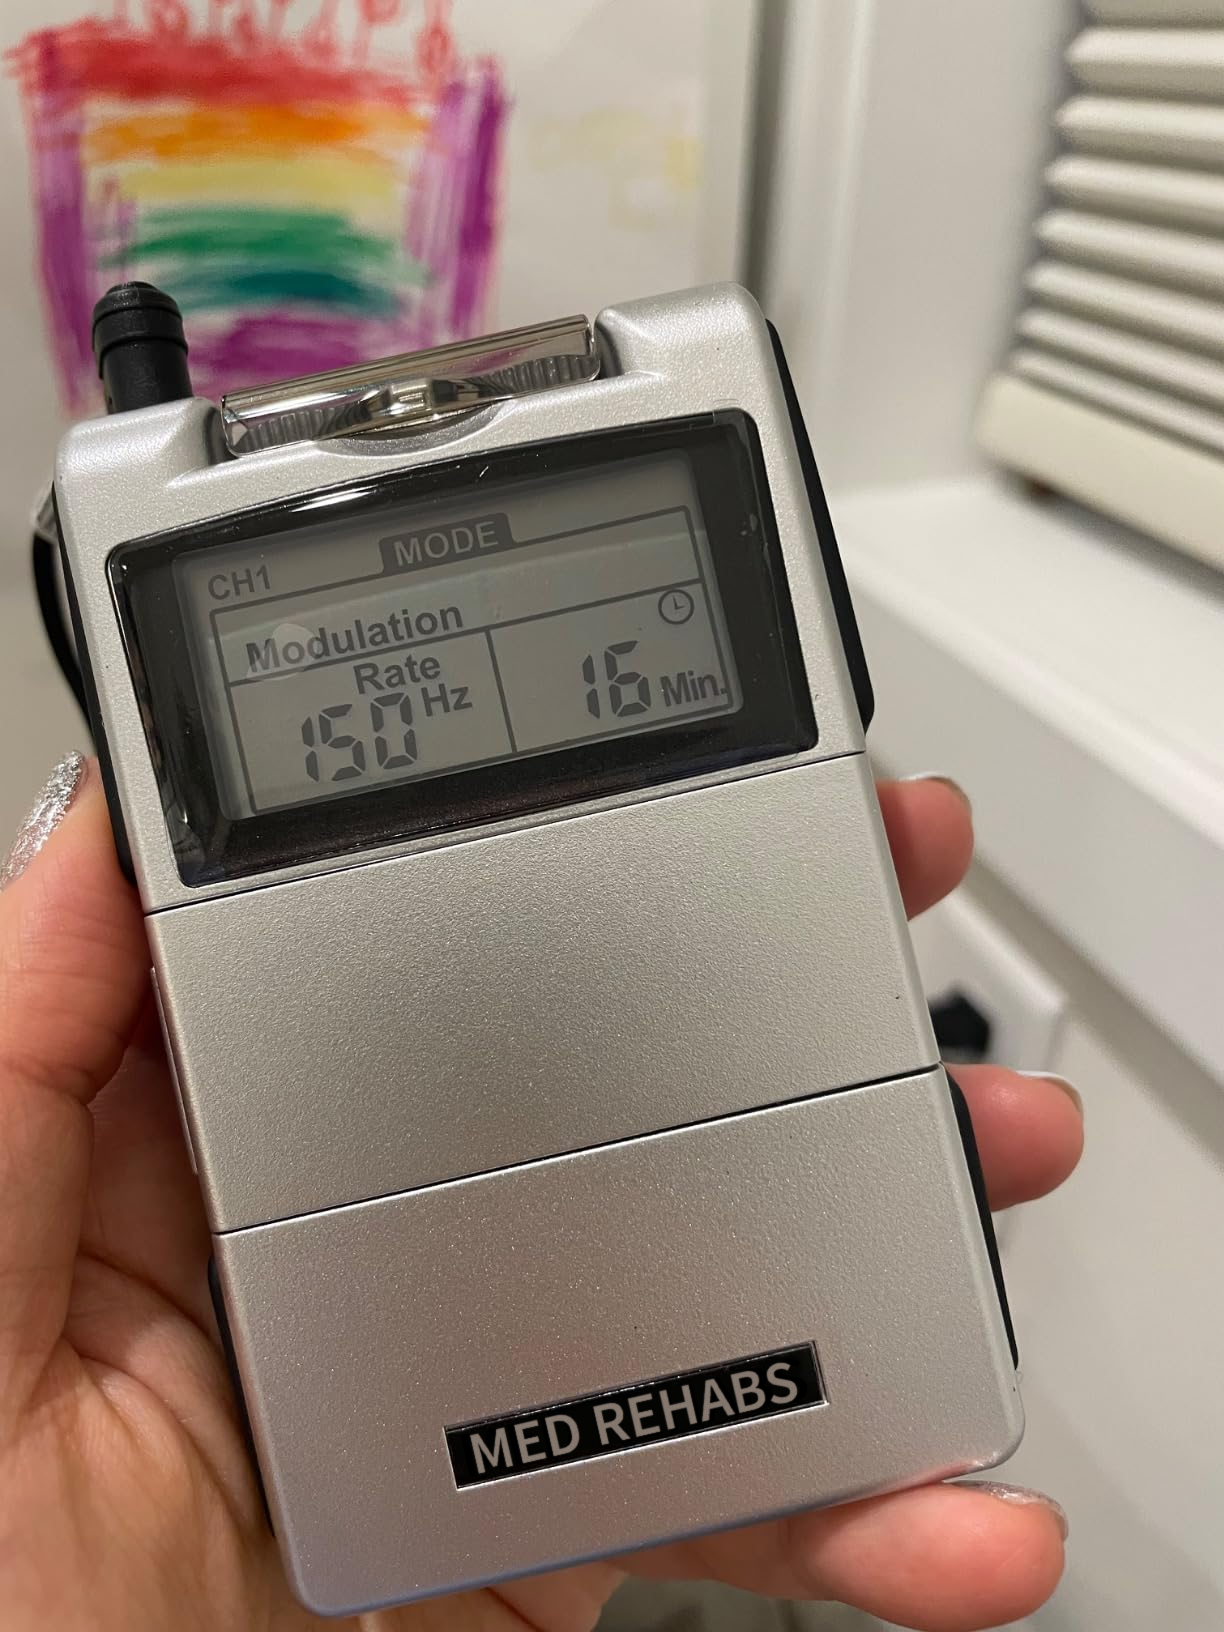 MODE
CH1
Modulation
Rate
150 Hz
16 Min.
MED REHABS